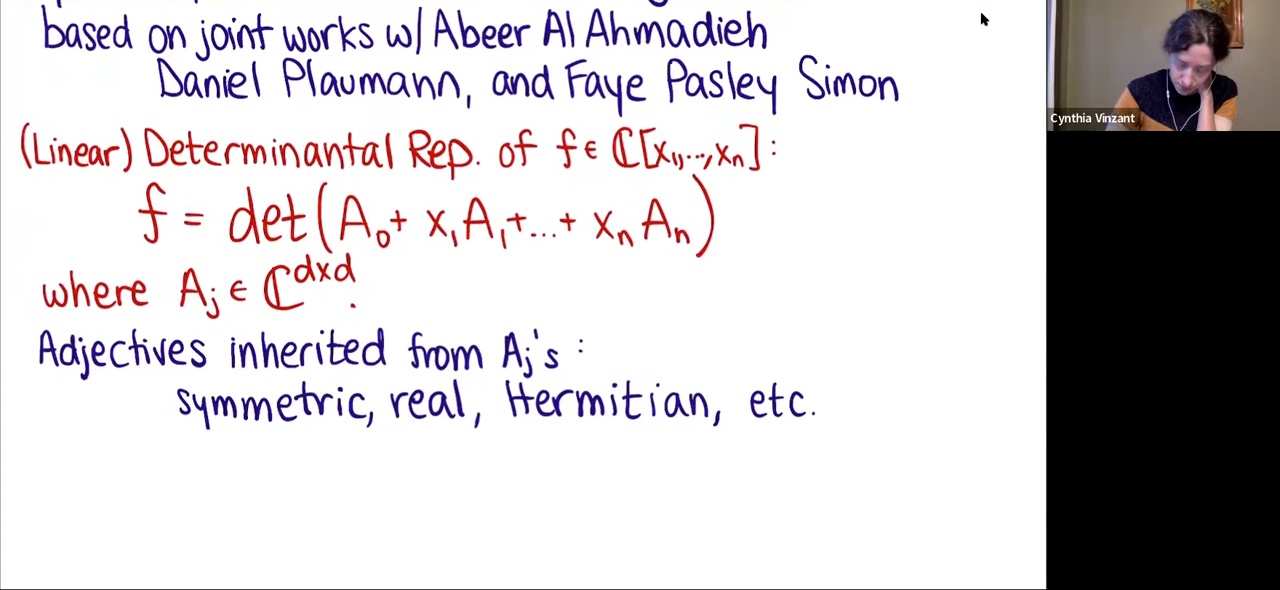 based on joint works w/ Abeer Al Ahmadieh
Daniel Plaumann, and Faye Pasley Simon
(Linear) Determinantal Rep. of f ∈ ℂ[x₁,...,xₙ]:
f = det(A₀ + x₁A₁ + ... + xₙAₙ)
where Aⱼ ∈ ℂ^{d×d}.
Adjectives inherited from Aⱼ's:
symmetric, real, Hermitian, etc.
Cynthia Vinzant